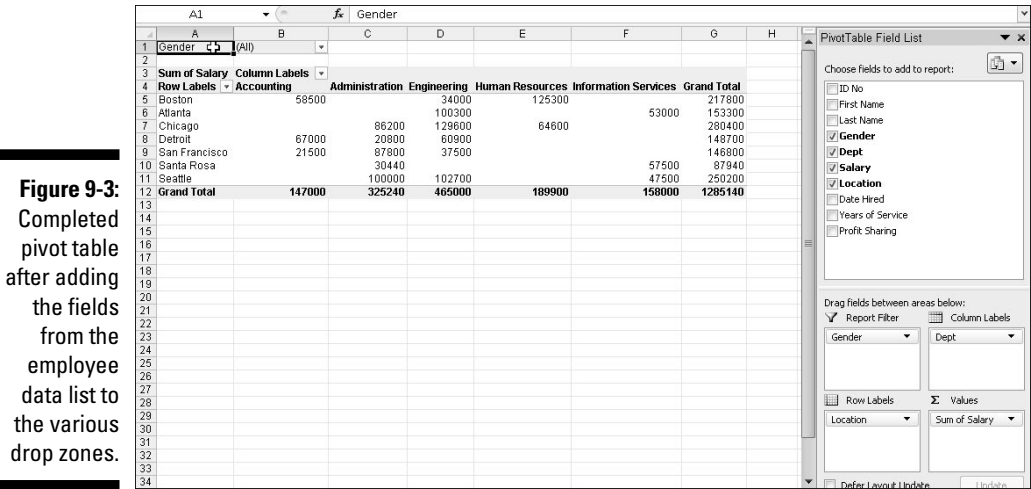 A1 fx Gender
A B C D E F G H
1 Gender (All)
2
3 Sum of Salary Column Labels
4 Row Labels Accounting Administration Engineering Human Resources Information Services Grand Total
5 Boston 58500 34000 125300 217800
6 Atlanta 100300 53000 153300
7 Chicago 86200 129600 64600 280400
8 Detroit 67000 20800 60900 148700
9 San Francisco 21500 87800 37500 146800
10 Santa Rosa 30440 57500 87940
11 Seattle 100000 102700 47500 250200
12 Grand Total 147000 325240 465000 189900 158000 1285140
13
14
15
16
17
18
19
20
21
22
23
24
25
26
27
28
29
30
31
32
33
34
PivotTable Field List
Choose fields to add to report:
ID No
First Name
Last Name
Gender
Dept
Salary
Location
Date Hired
Years of Service
Profit Sharing
Drag fields between areas below:
Report Filter Column Labels
Gender Dept
Row Labels Σ Values
Location Sum of Salary
Defer Layout Update Update
Figure 9-3:
Completed
pivot table
after adding
the fields
from the
employee
data list to
the various
drop zones.